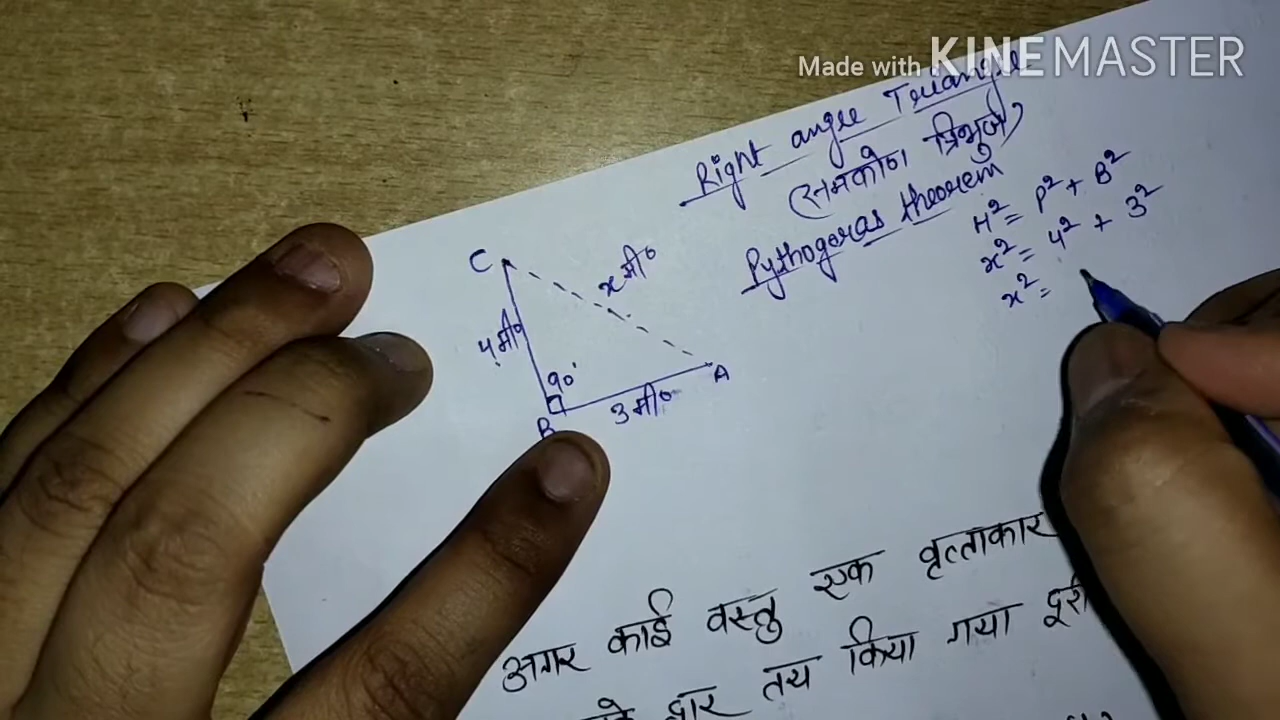 Made with KINEMASTER
Right angle Triangle
(समकोण त्रिभुज)
Pythogoras theorem
H² = P² + B²
x² = 4² + 3²
x² =
C
x मी०
4 मी०
90°
A
3 मी०
B
अगर कोई वस्तु एक वृत्ताकार
द्वार तय किया गया दूरी